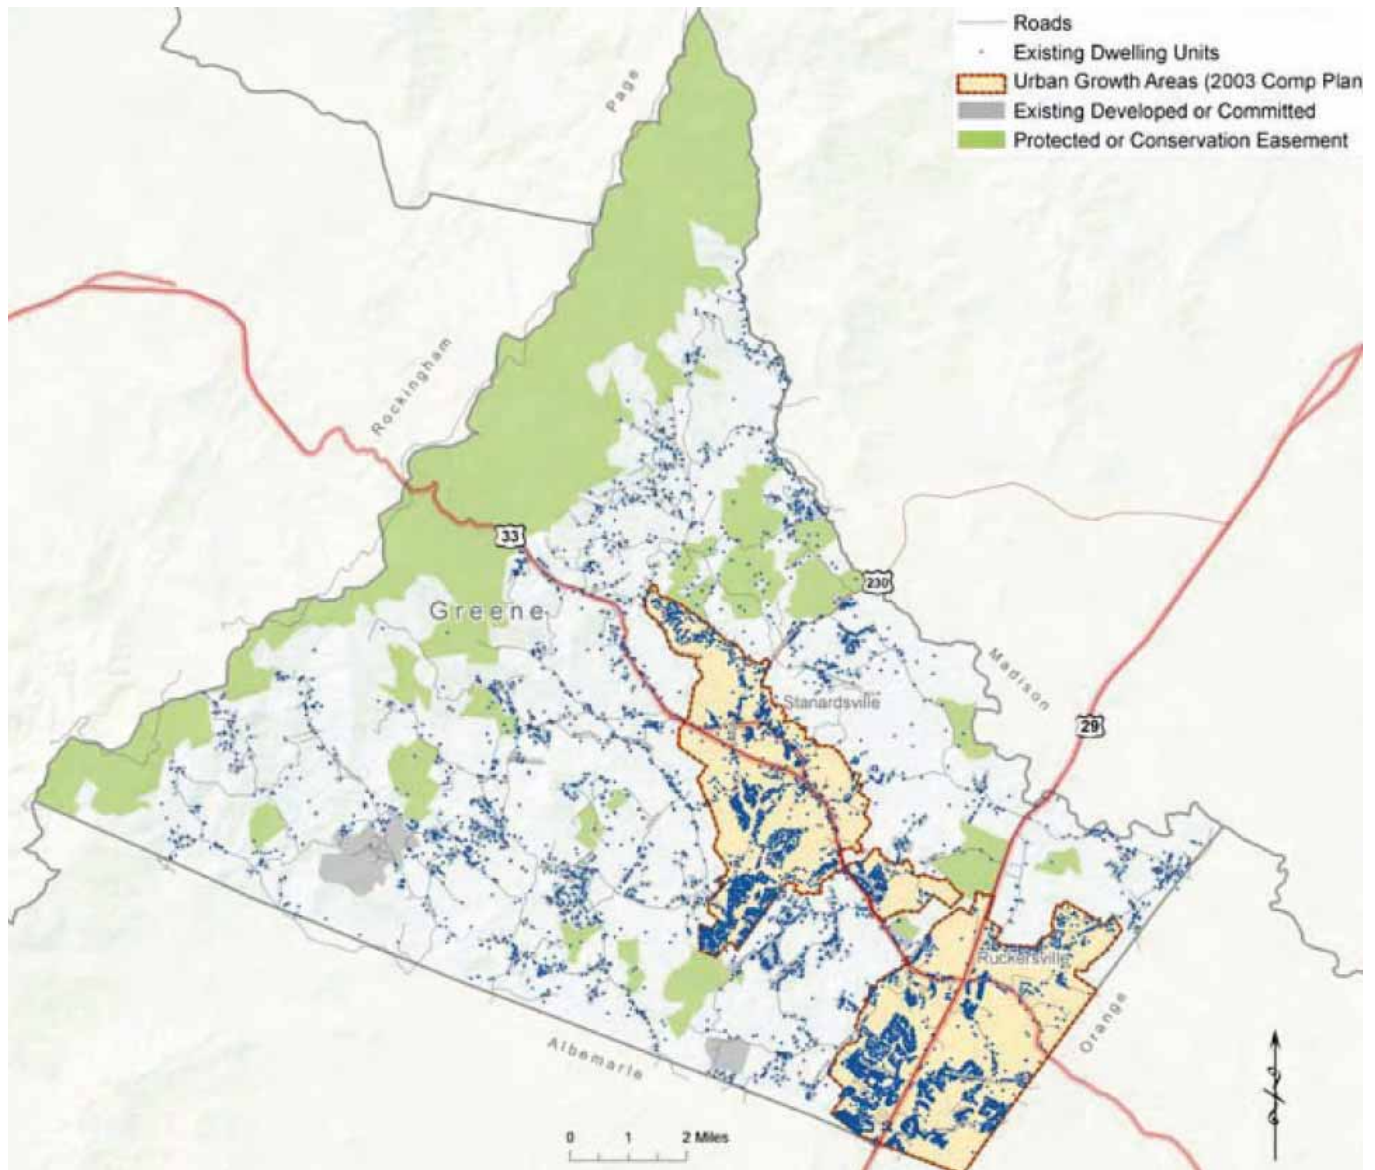 Roads
Existing Dwelling Units
Urban Growth Areas (2003 Comp Plan
Existing Developed or Committed
Protected or Conservation Easement
Page
Rockingham
33
230
Greene
Madison
Stanardsville
29
Ruckersville
Orange
Albemarle
0 1 2 Miles